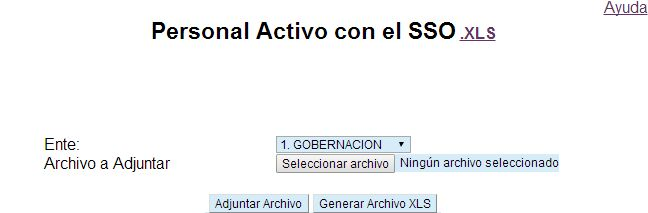 Ayuda
Personal Activo con el SSO .XLS
Ente: 1. GOBERNACION
Archivo a Adjuntar Seleccionar archivo Ningún archivo seleccionado
Adjuntar Archivo Generar Archivo XLS